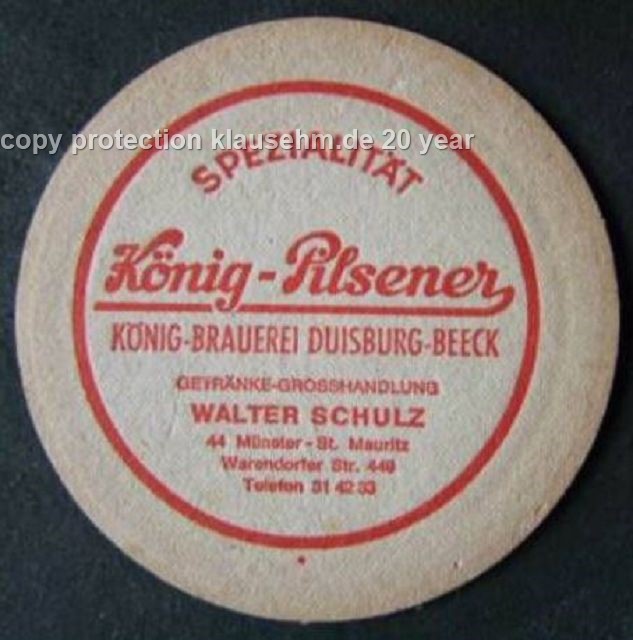 copy protection klausehm.de 20 year
SPEZIALITÄT
König-Pilsener
KÖNIG-BRAUEREI DUISBURG-BEECK
GETRÄNKE-GROSSHANDLUNG
WALTER SCHULZ
44 Münster - St. Mauritz
Warendorfer Str. 449
Telefon 31 42 33